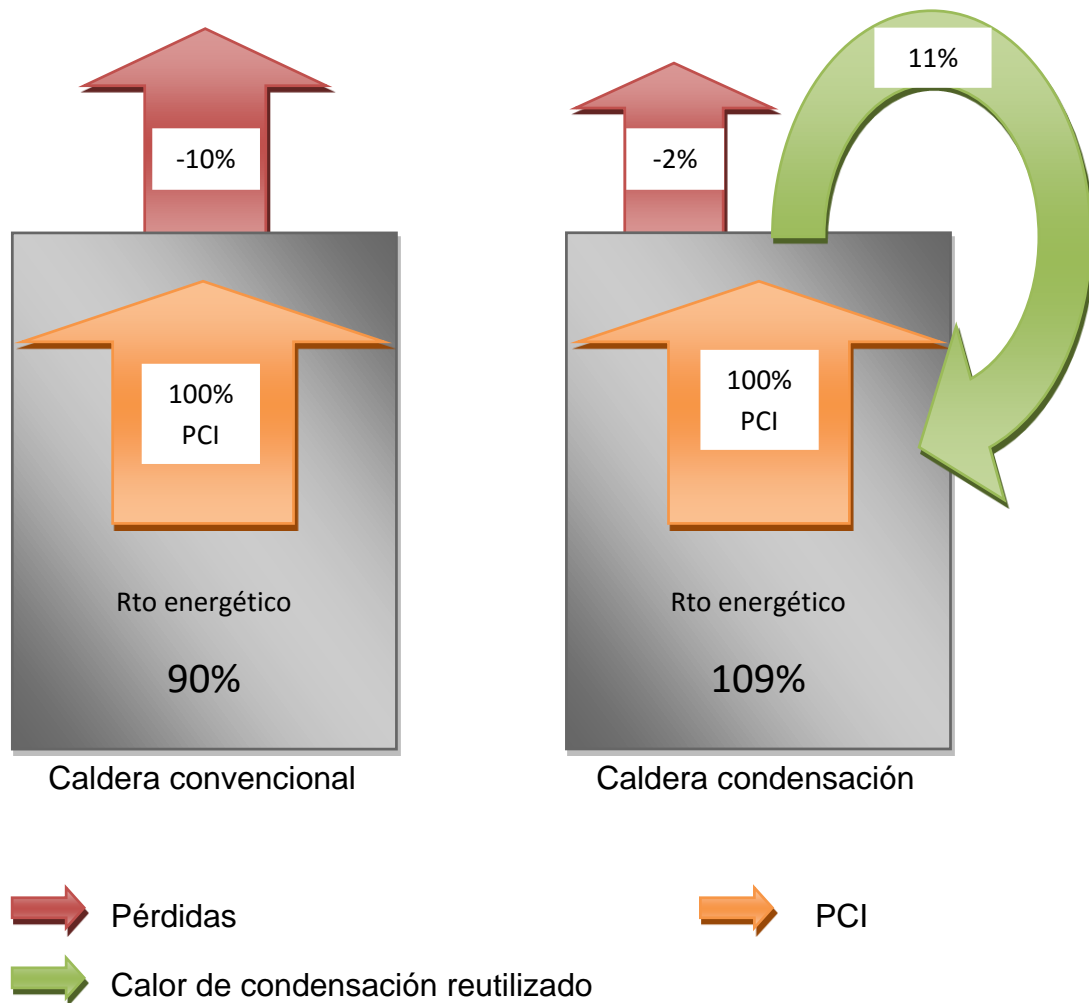 -10%
100%
PCI
Rto energético
90%
Caldera convencional
11%
-2%
100%
PCI
Rto energético
109%
Caldera condensación
Pérdidas
PCI
Calor de condensación reutilizado